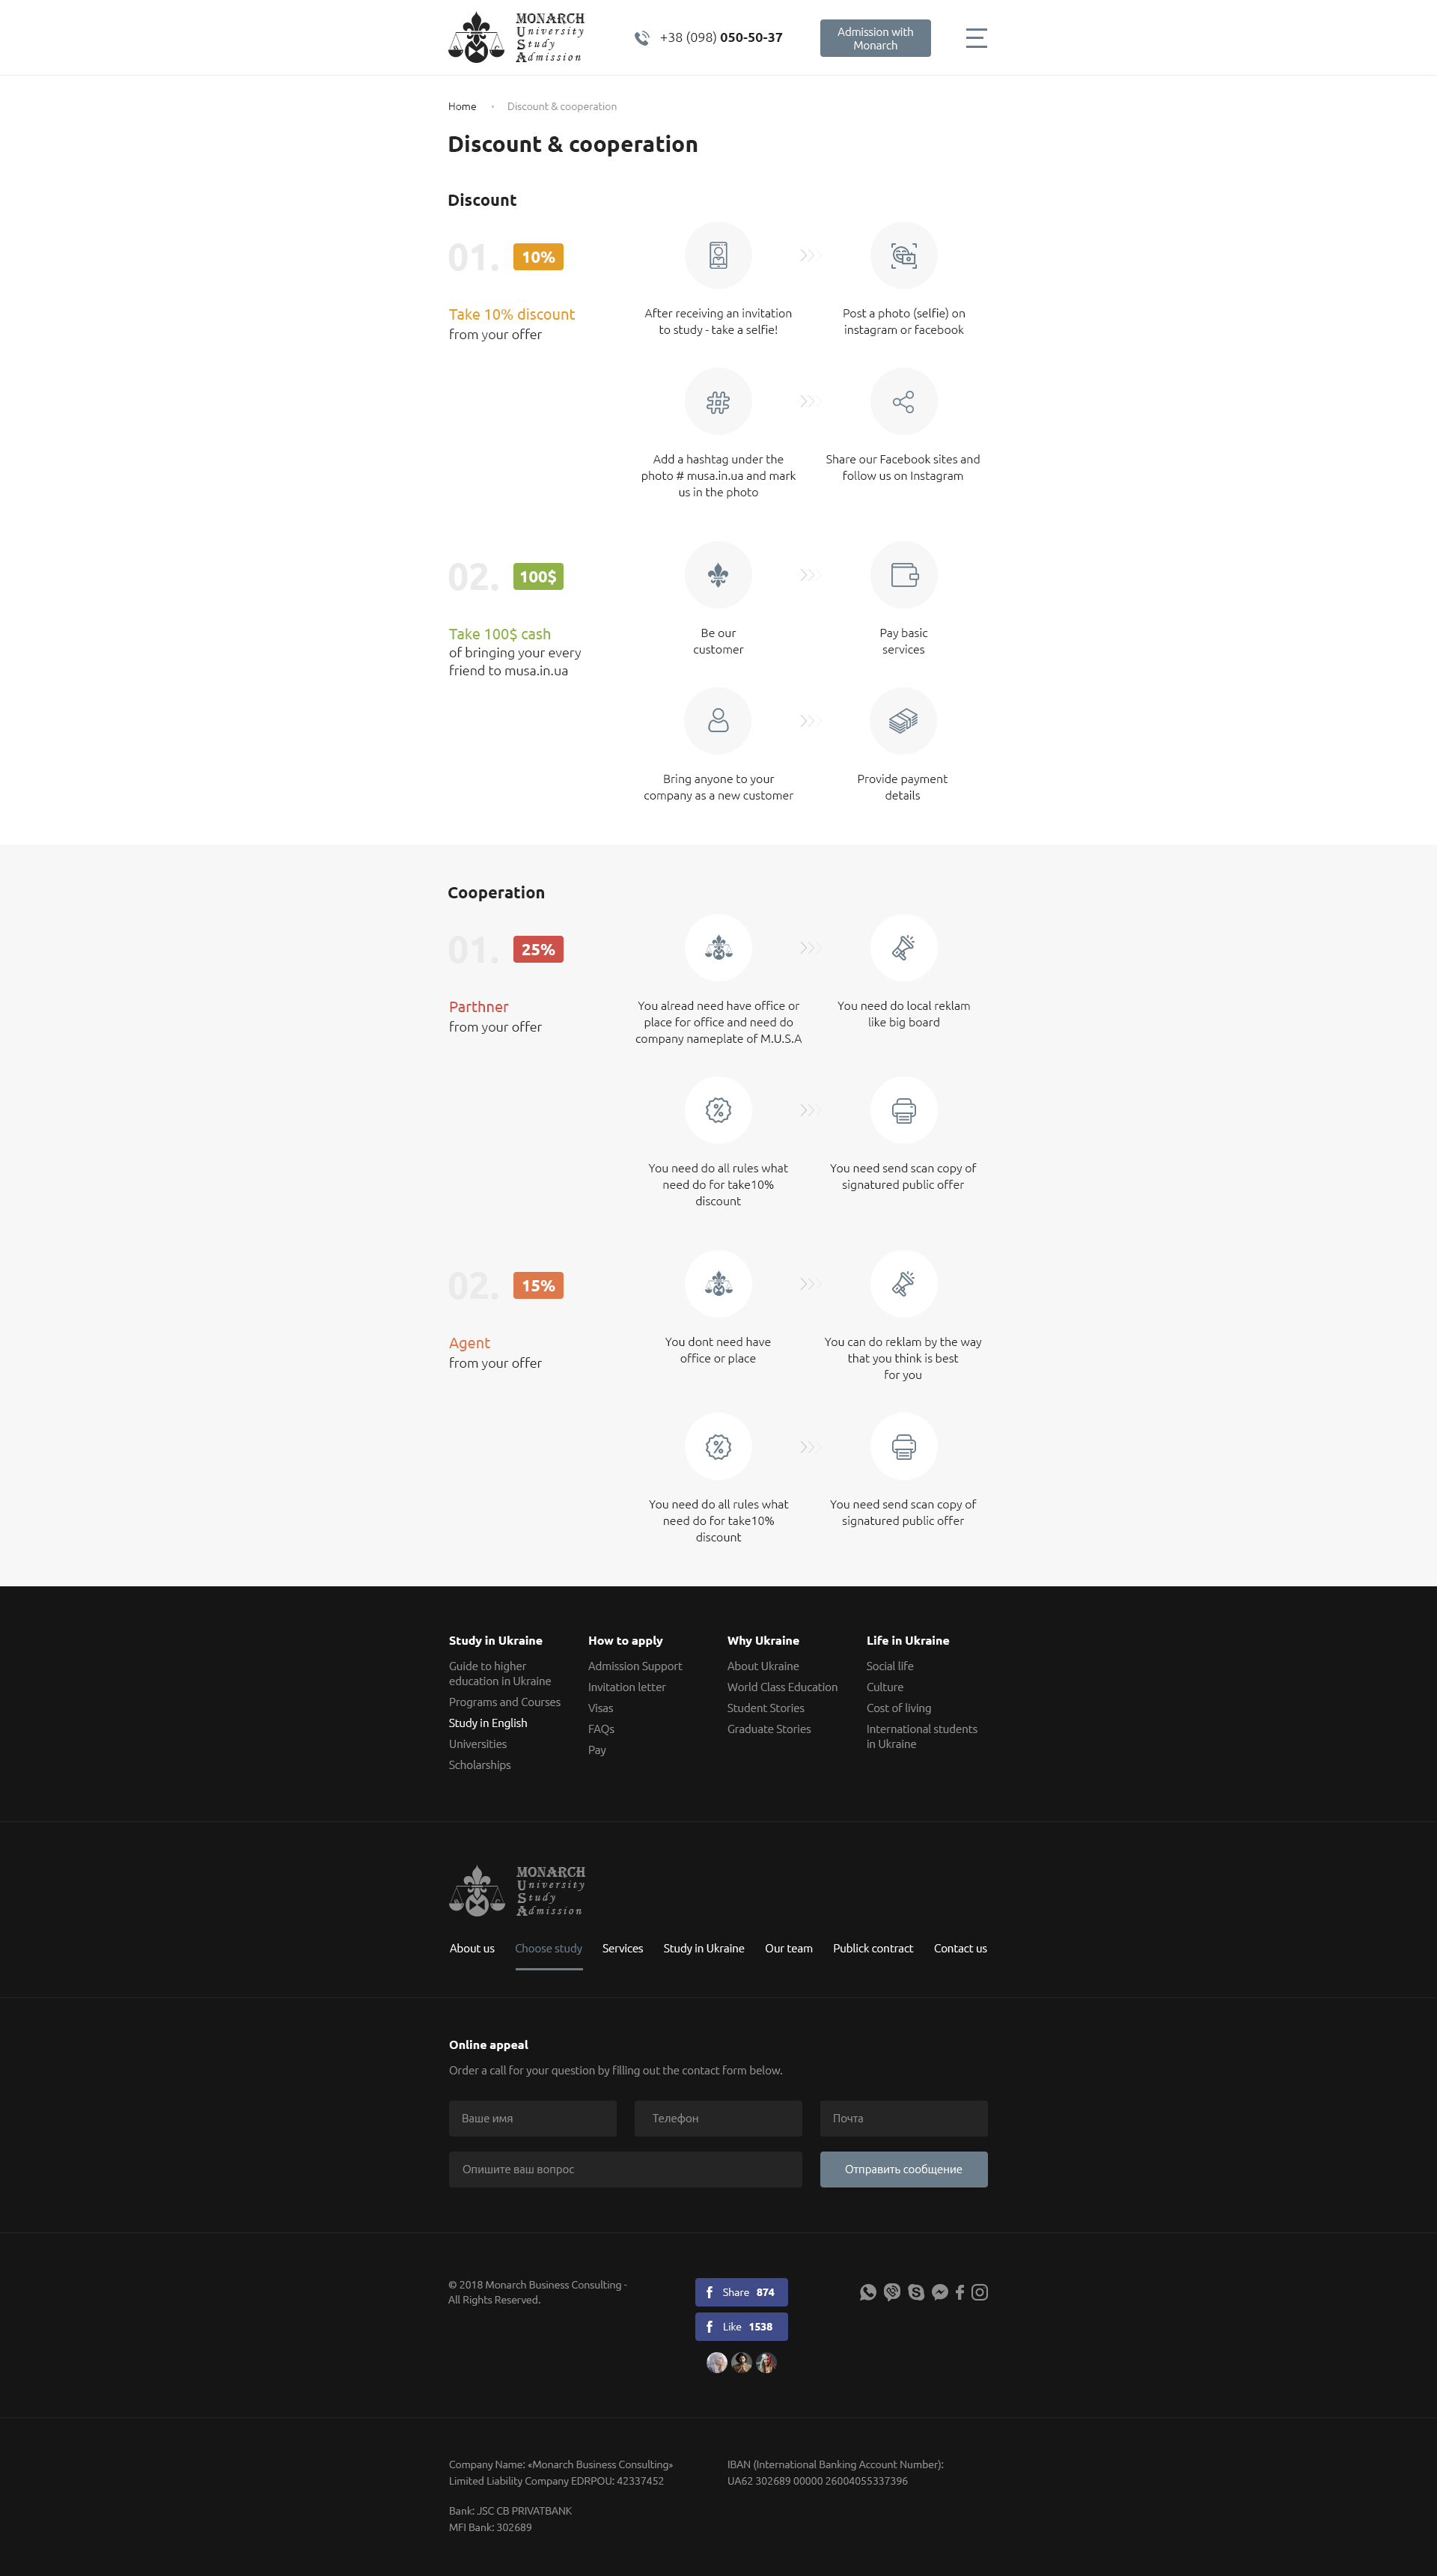 MONARCH
University
Study
Admission
+38 (098) 050-50-37
Admission with
Monarch
Home
Discount & cooperation
Discount & cooperation
Discount
01.
10%
Take 10% discount
from your offer
After receiving an invitation
to study - take a selfie!
Post a photo (selfie) on
instagram or facebook
Add a hashtag under the
photo # musa.in.ua and mark
us in the photo
Share our Facebook sites and
follow us on Instagram
02.
100$
Take 100$ cash
of bringing your every
friend to musa.in.ua
Be our
customer
Pay basic
services
Bring anyone to your
company as a new customer
Provide payment
details
Cooperation
01.
25%
Parthner
from your offer
You alread need have office or
place for office and need do
company nameplate of M.U.S.A
You need do local reklam
like big board
You need do all rules what
need do for take10%
discount
You need send scan copy of
signatured public offer
02.
15%
Agent
from your offer
You dont need have
office or place
You can do reklam by the way
that you think is best
for you
You need do all rules what
need do for take10%
discount
You need send scan copy of
signatured public offer
Study in Ukraine
Guide to higher
education in Ukraine
Programs and Courses
Study in English
Universities
Scholarships
How to apply
Admission Support
Invitation letter
Visas
FAQs
Pay
Why Ukraine
About Ukraine
World Class Education
Student Stories
Graduate Stories
Life in Ukraine
Social life
Culture
Cost of living
International students
in Ukraine
MONARCH
University
Study
Admission
About us
Choose study
Services
Study in Ukraine
Our team
Publick contract
Contact us
Online appeal
Order a call for your question by filling out the contact form below.
Ваше имя
Телефон
Почта
Опишите ваш вопрос
Отправить сообщение
© 2018 Monarch Business Consulting -
All Rights Reserved.
Share 874
Like 1538
Company Name: «Monarch Business Consulting»
Limited Liability Company EDRPOU: 42337452
Bank: JSC CB PRIVATBANK
MFI Bank: 302689
IBAN (International Banking Account Number):
UA62 302689 00000 26004055337396